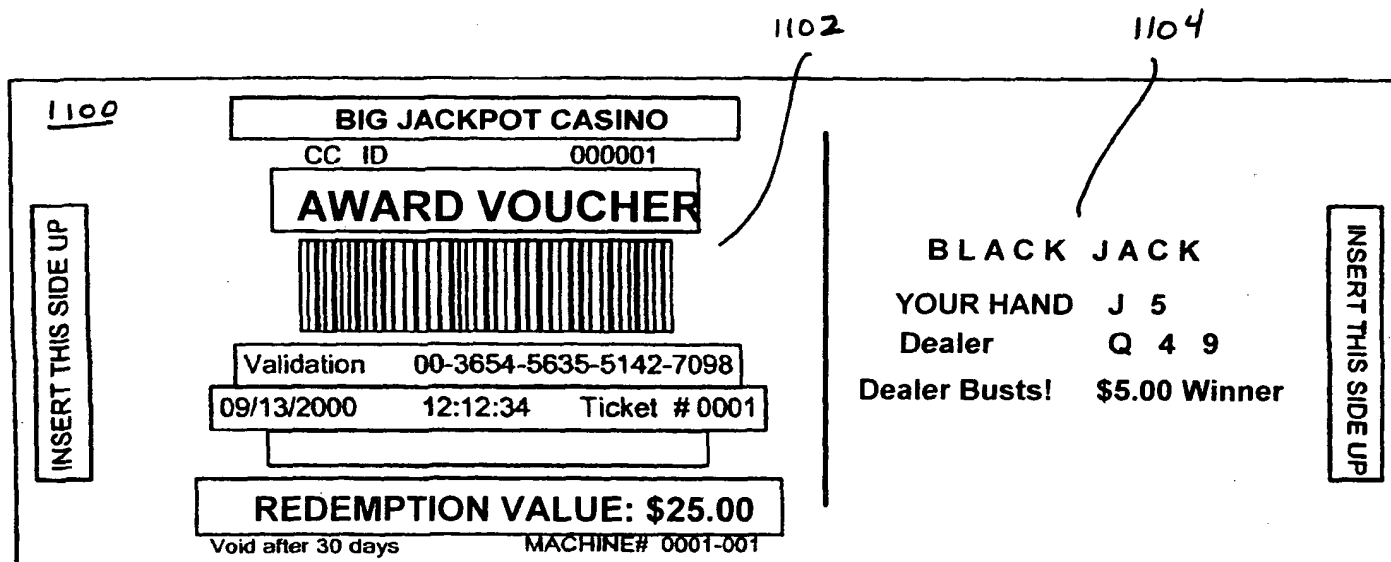 1102 1104
1100
BIG JACKPOT CASINO
CC ID 000001
AWARD VOUCHER
INSERT THIS SIDE UP
Validation 00-3654-5635-5142-7098
09/13/2000 12:12:34 Ticket # 0001
REDEMPTION VALUE: $25.00
Void after 30 days MACHINE# 0001-001
BLACK JACK
YOUR HAND J 5
Dealer Q 4 9
Dealer Busts! $5.00 Winner
INSERT THIS SIDE UP